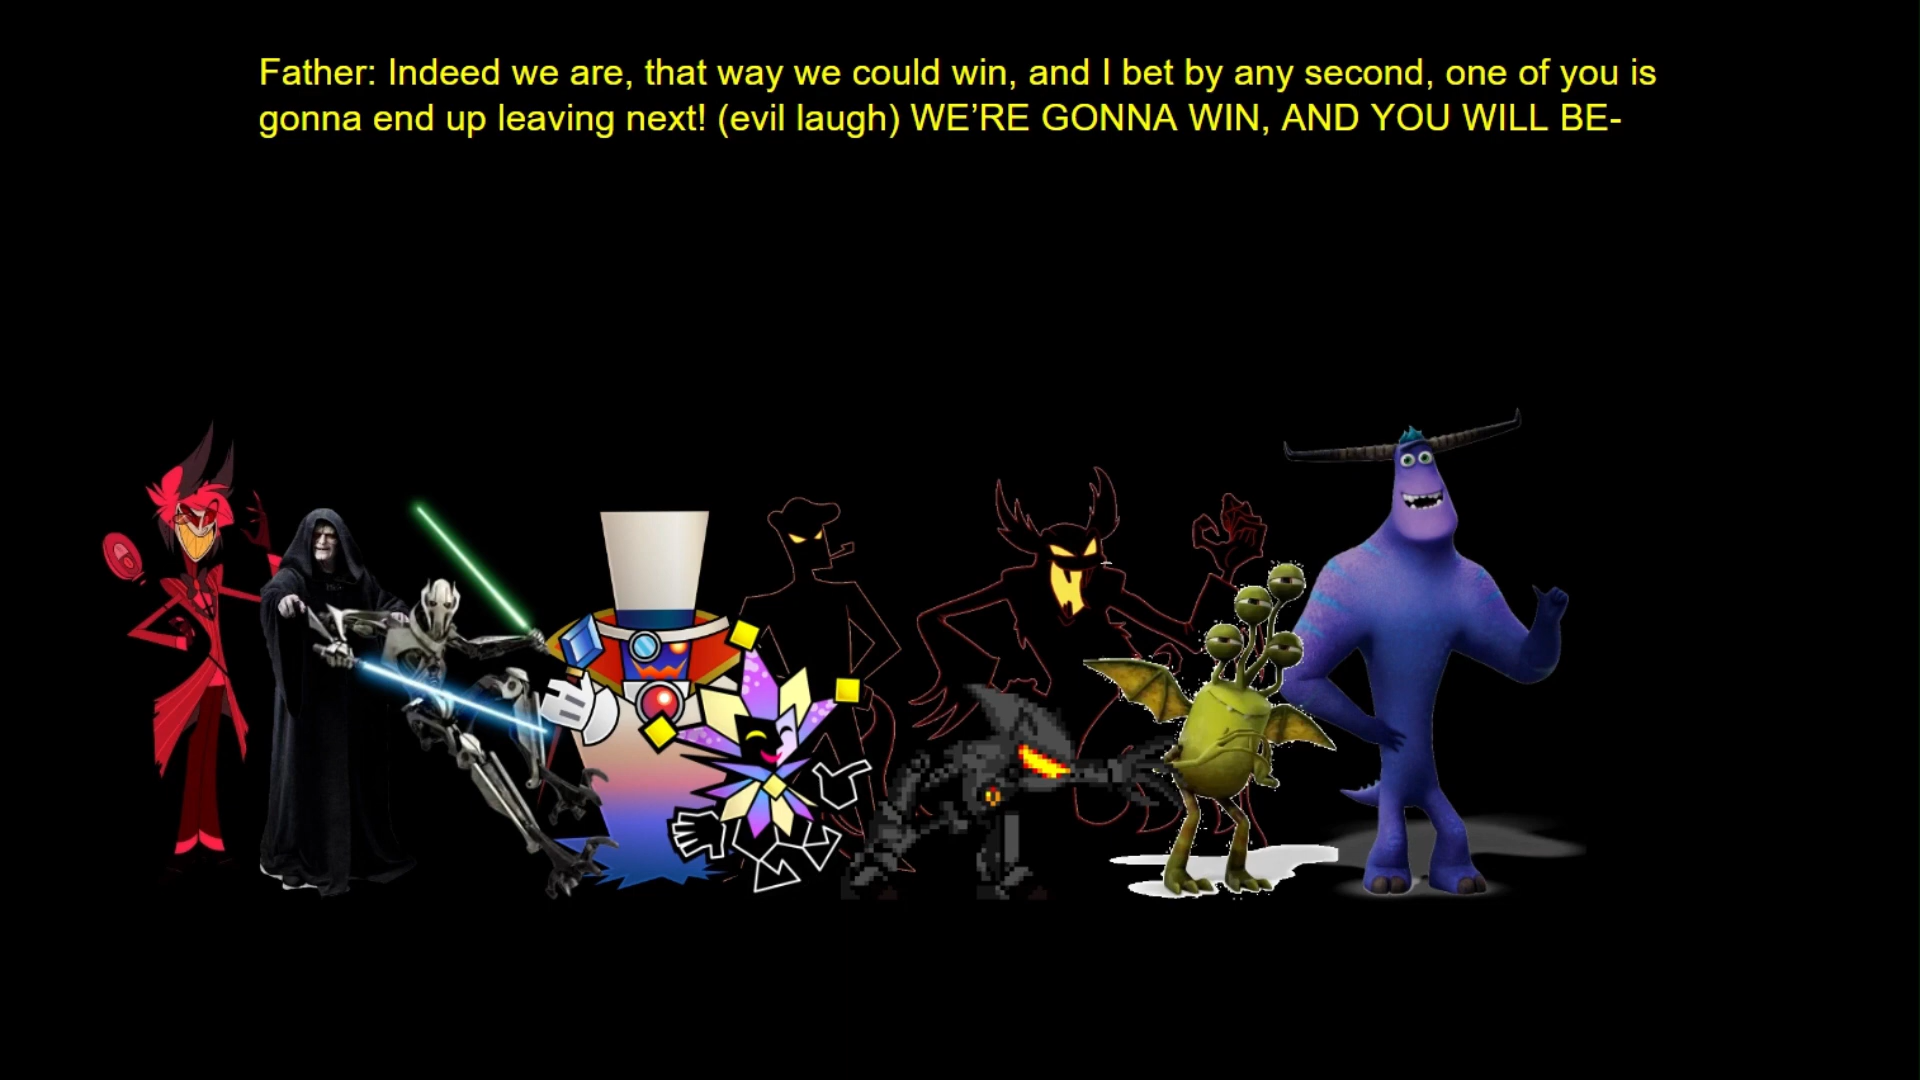 Father: Indeed we are, that way we could win, and I bet by any second, one of you is
gonna end up leaving next! (evil laugh) WE’RE GONNA WIN, AND YOU WILL BE-